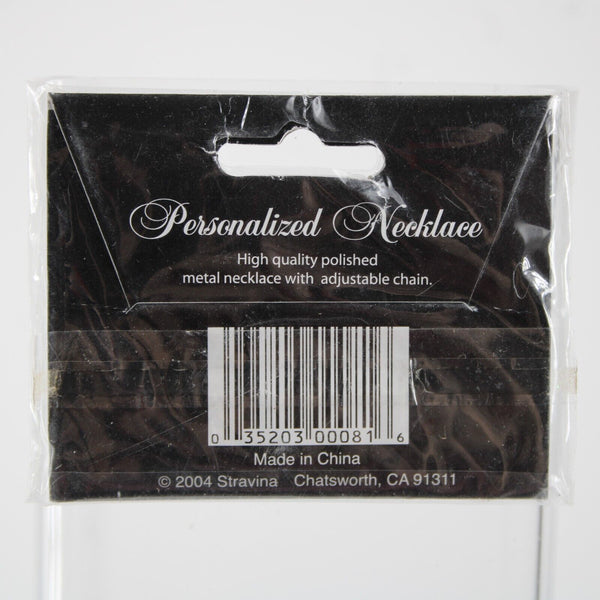 Personalized Necklace
High quality polished
metal necklace with adjustable chain.
0 35203 00081 6
Made in China
© 2004 Stravina Chatsworth, CA 91311